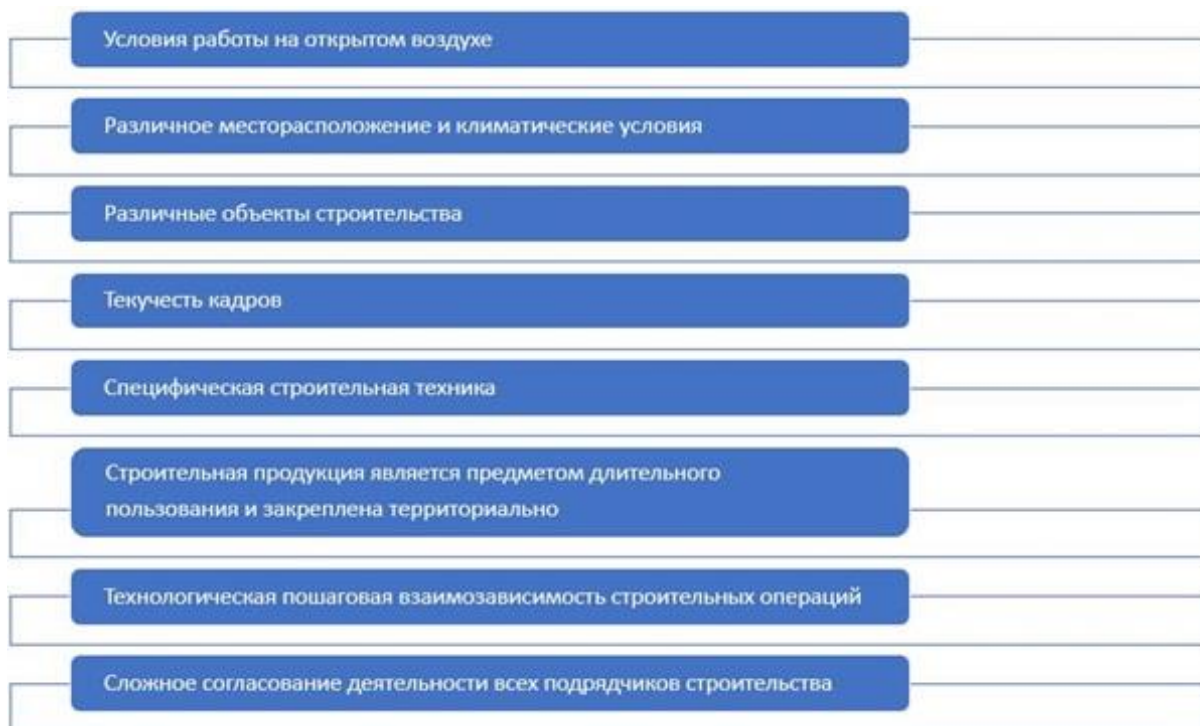 Условия работы на открытом воздухе
Различное месторасположение и климатические условия
Различные объекты строительства
Текучесть кадров
Специфическая строительная техника
Строительная продукция является предметом длительного
пользования и закреплена территориально
Технологическая пошаговая взаимозависимость строительных операций
Сложное согласование деятельности всех подрядчиков строительства